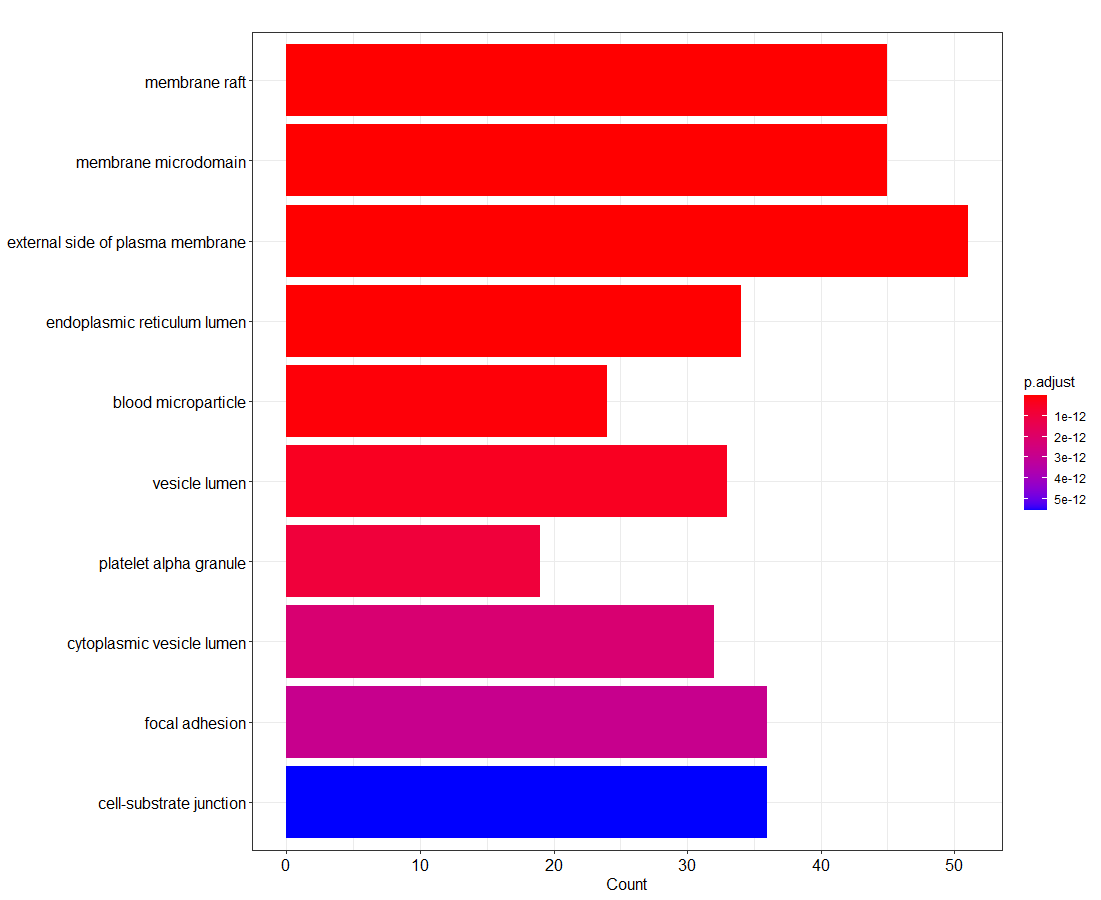 membrane raft
membrane microdomain
external side of plasma membrane
endoplasmic reticulum lumen
blood microparticle
vesicle lumen
platelet alpha granule
cytoplasmic vesicle lumen
focal adhesion
cell-substrate junction
0 10 20 30 40 50
Count
p.adjust
1e-12
2e-12
3e-12
4e-12
5e-12